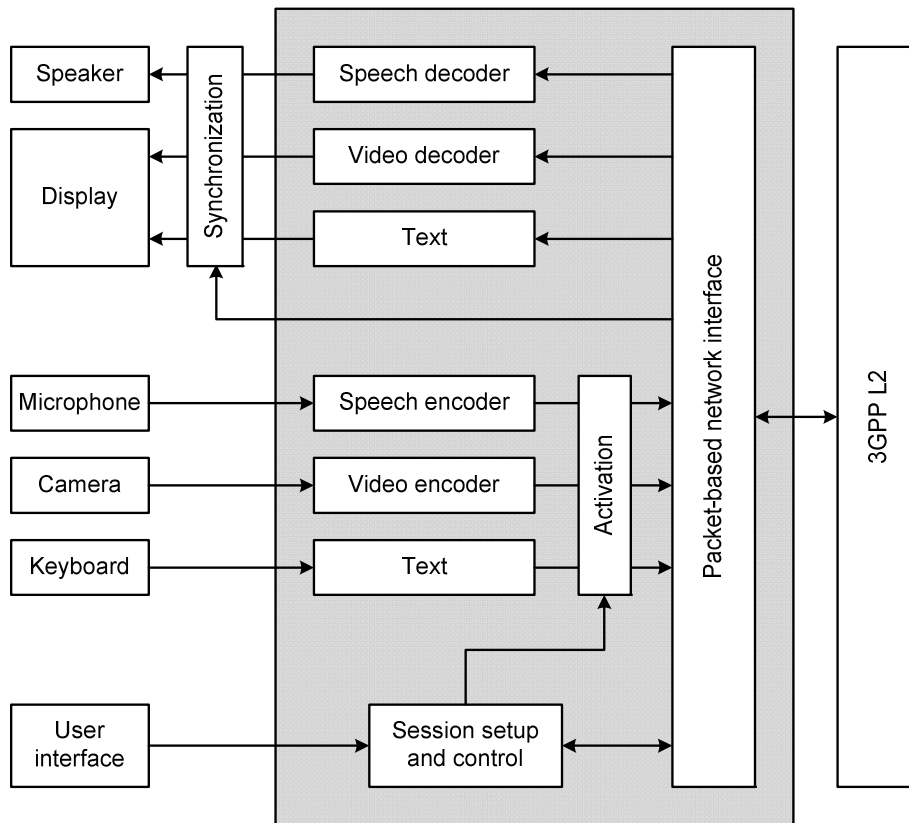 Speaker
Display
Synchronization
Speech decoder
Video decoder
Text
Microphone
Camera
Keyboard
Speech encoder
Video encoder
Text
Activation
User
interface
Session setup
and control
Packet-based network interface
3GPP L2